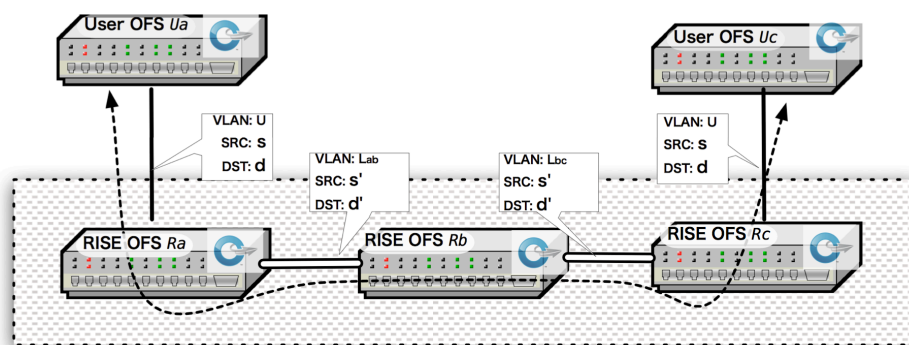 User OFS Ua
User OFS Uc
VLAN: U
SRC: s
DST: d
VLAN: Lab
SRC: s'
DST: d'
VLAN: Lbc
SRC: s'
DST: d'
VLAN: U
SRC: s
DST: d
RISE OFS Ra
RISE OFS Rb
RISE OFS Rc